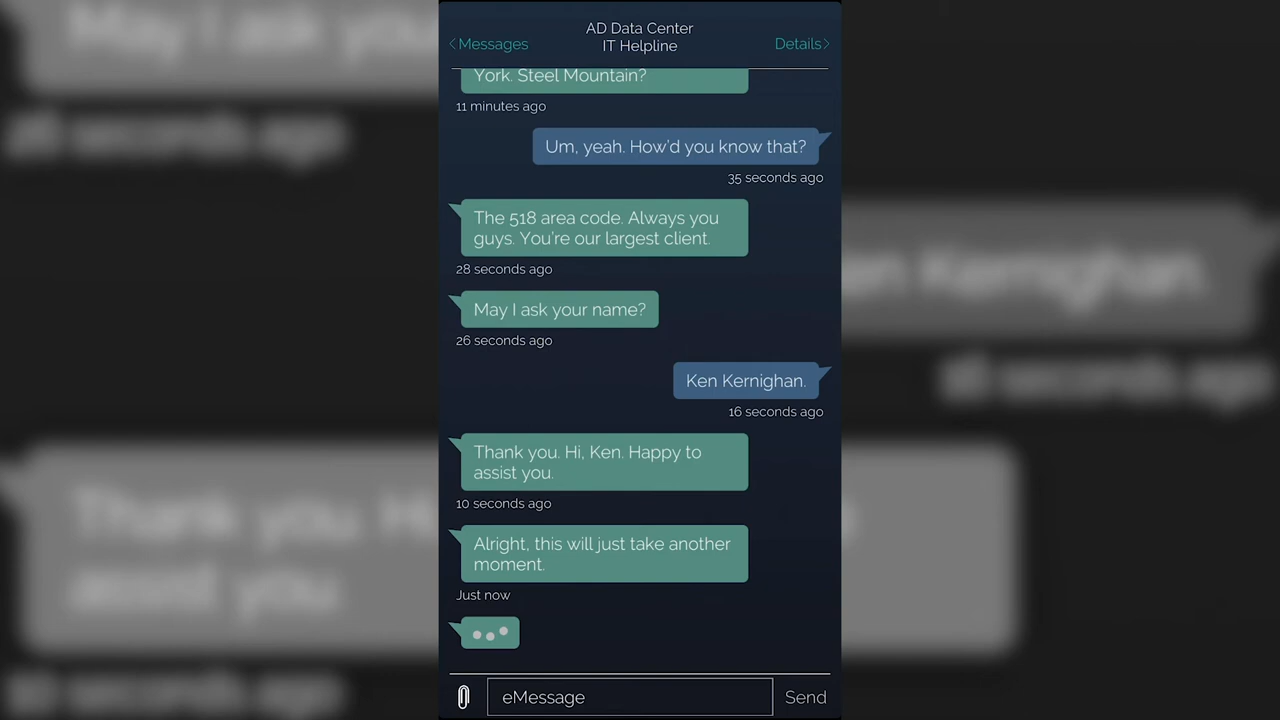 AD Data Center
IT Helpline
Messages
Details
York. Steel Mountain?
11 minutes ago
Um, yeah. How'd you know that?
35 seconds ago
The 518 area code. Always you
guys. You're our largest client.
28 seconds ago
May I ask your name?
26 seconds ago
Ken Kernighan.
16 seconds ago
Thank you. Hi, Ken. Happy to
assist you.
10 seconds ago
Alright, this will just take another
moment.
Just now
eMessage
Send